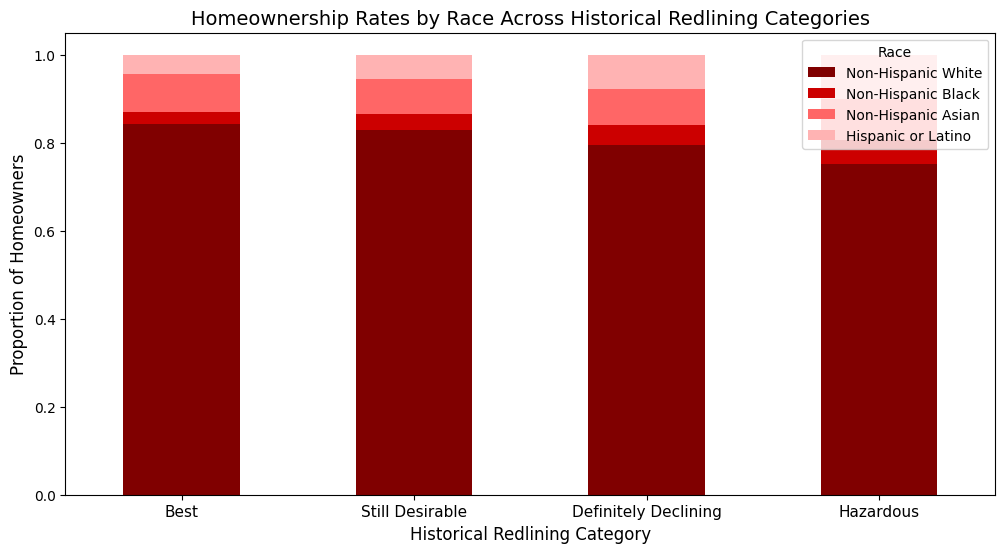 Homeownership Rates by Race Across Historical Redlining Categories
Race
Non-Hispanic White
Non-Hispanic Black
Non-Hispanic Asian
Hispanic or Latino
Proportion of Homeowners
1.0
0.8
0.6
0.4
0.2
0.0
Best
Still Desirable
Definitely Declining
Hazardous
Historical Redlining Category